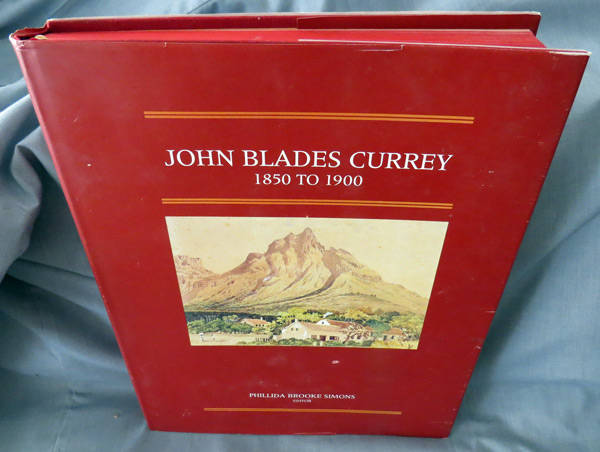 JOHN BLADES CURREY
1850 TO 1900
PHILLIDA BROOKE SIMONS
EDITOR